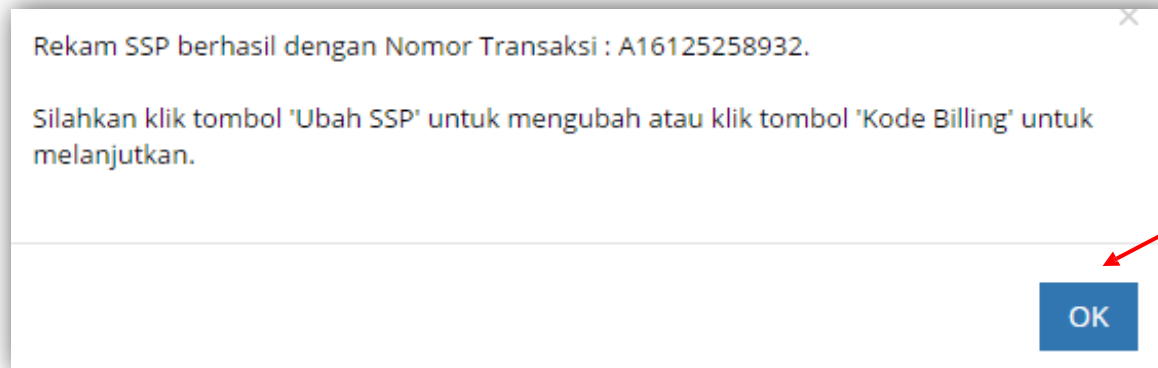 Rekam SSP berhasil dengan Nomor Transaksi : A16125258932.
Silahkan klik tombol 'Ubah SSP' untuk mengubah atau klik tombol 'Kode Billing' untuk
melanjutkan.
OK